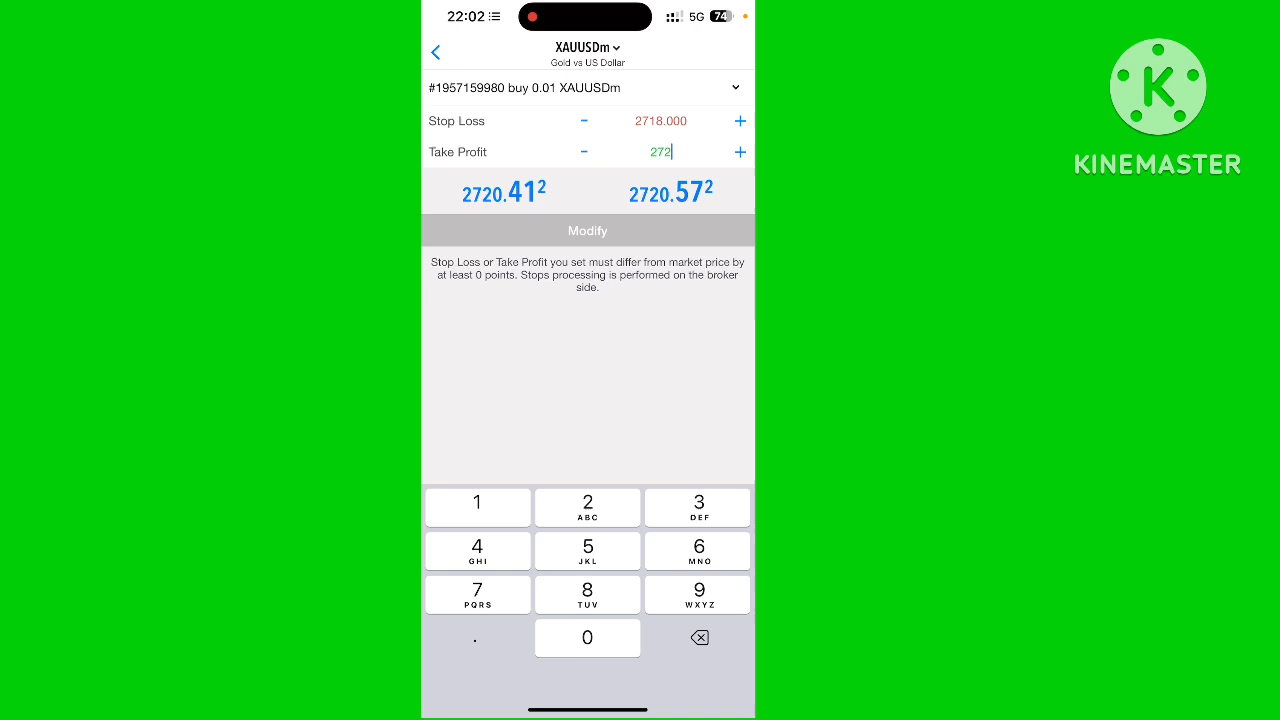 22:02 5G 74
XAUUSDm
Gold vs US Dollar
#1957159980 buy 0.01 XAUUSDm
Stop Loss - 2718.000 +
Take Profit - 272 +
2720.412 2720.572
Modify
Stop Loss or Take Profit you set must differ from market price by
at least 0 points. Stops processing is performed on the broker
side.
1 2 3
ABC DEF
4 5 6
GHI JKL MNO
7 8 9
PQRS TUV WXYZ
. 0
K
KINEMASTER